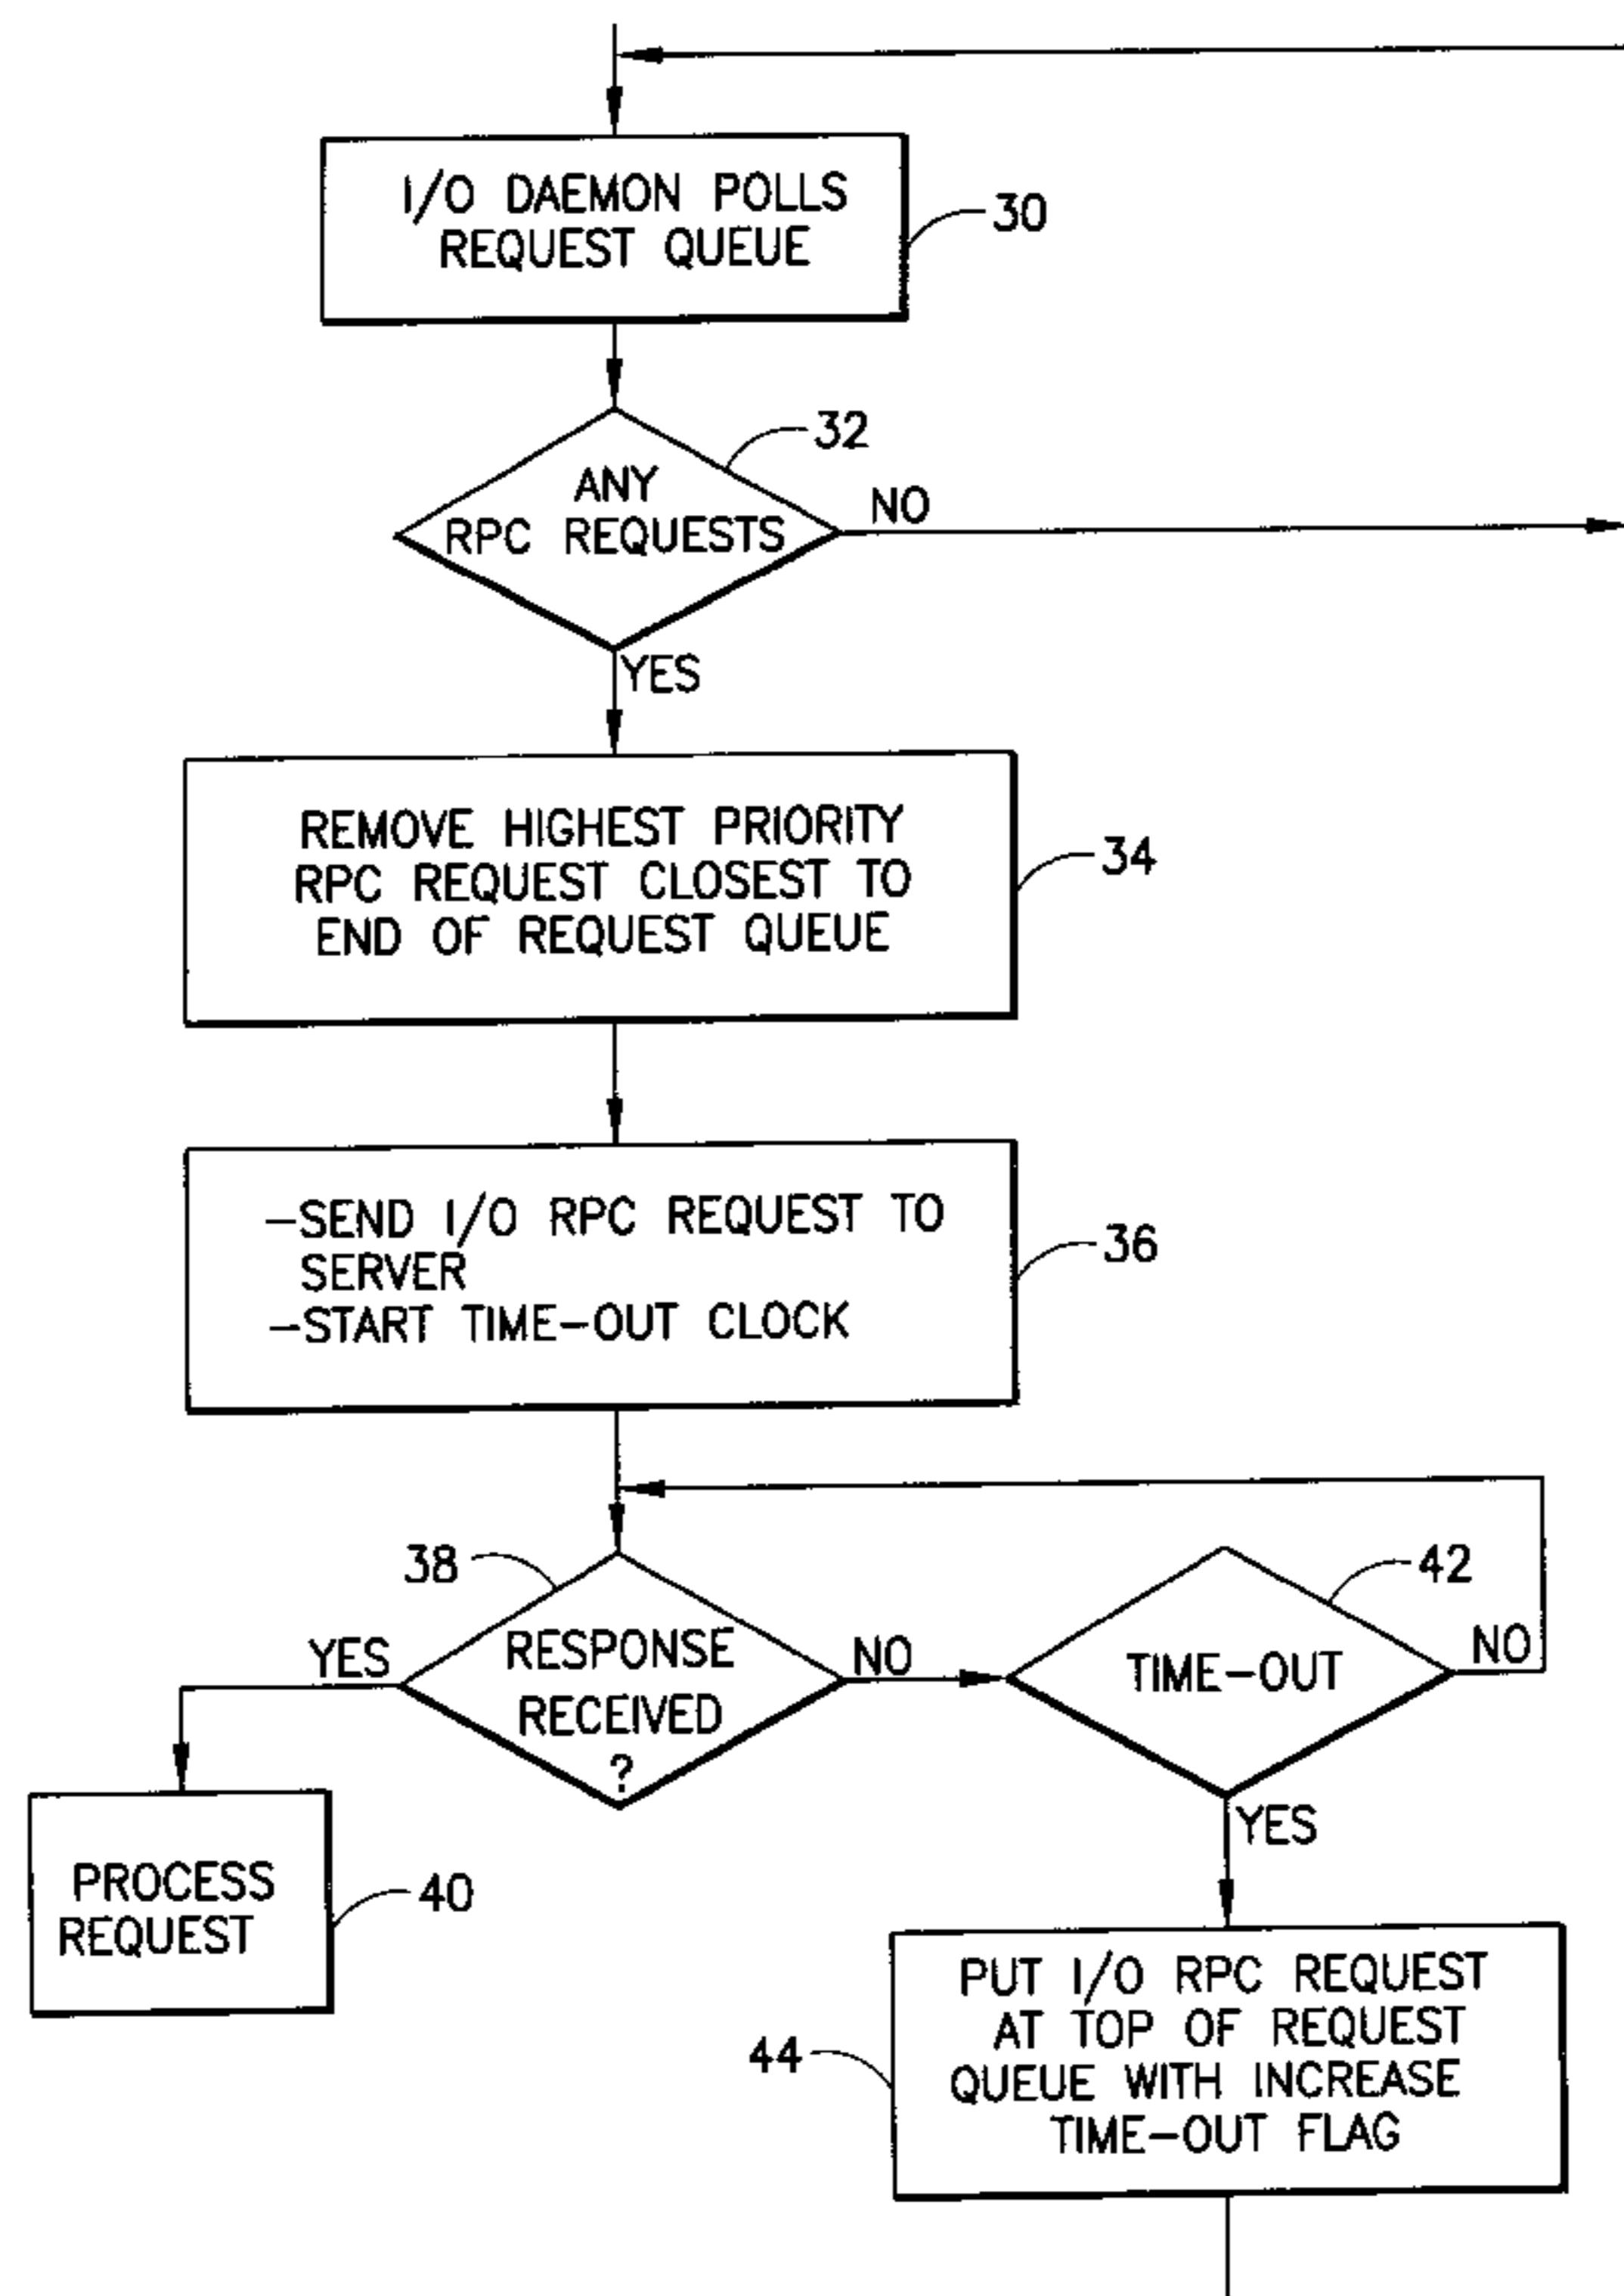 I/O DAEMON POLLS
REQUEST QUEUE
30
32
ANY
RPC REQUESTS
NO
YES
REMOVE HIGHEST PRIORITY
RPC REQUEST CLOSEST TO
END OF REQUEST QUEUE
34
-SEND I/O RPC REQUEST TO
SERVER
-START TIME-OUT CLOCK
36
38
YES
RESPONSE
RECEIVED
?
NO
42
TIME-OUT
NO
YES
PROCESS
REQUEST
40
PUT I/O RPC REQUEST
AT TOP OF REQUEST
QUEUE WITH INCREASE
TIME-OUT FLAG
44